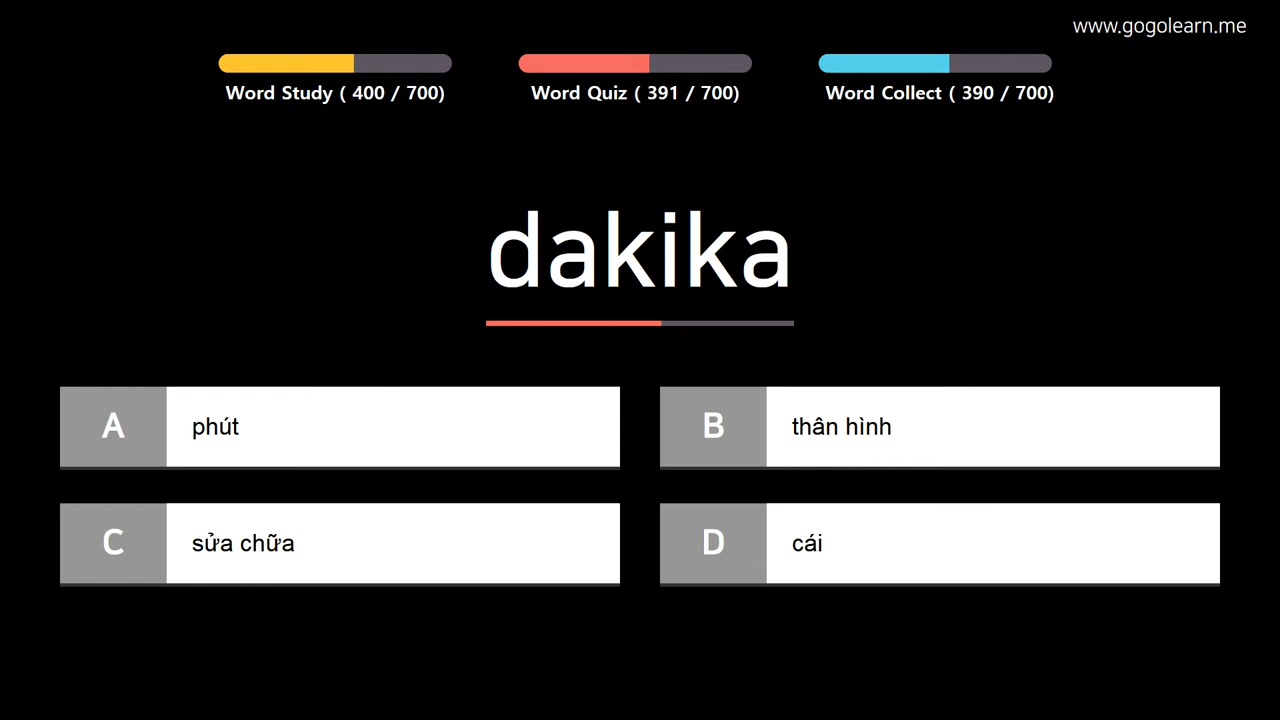 www.gogolearn.me
Word Study ( 400 / 700)
Word Quiz ( 391 / 700)
Word Collect ( 390 / 700)
dakika
A phút
B thân hình
C sửa chữa
D cái